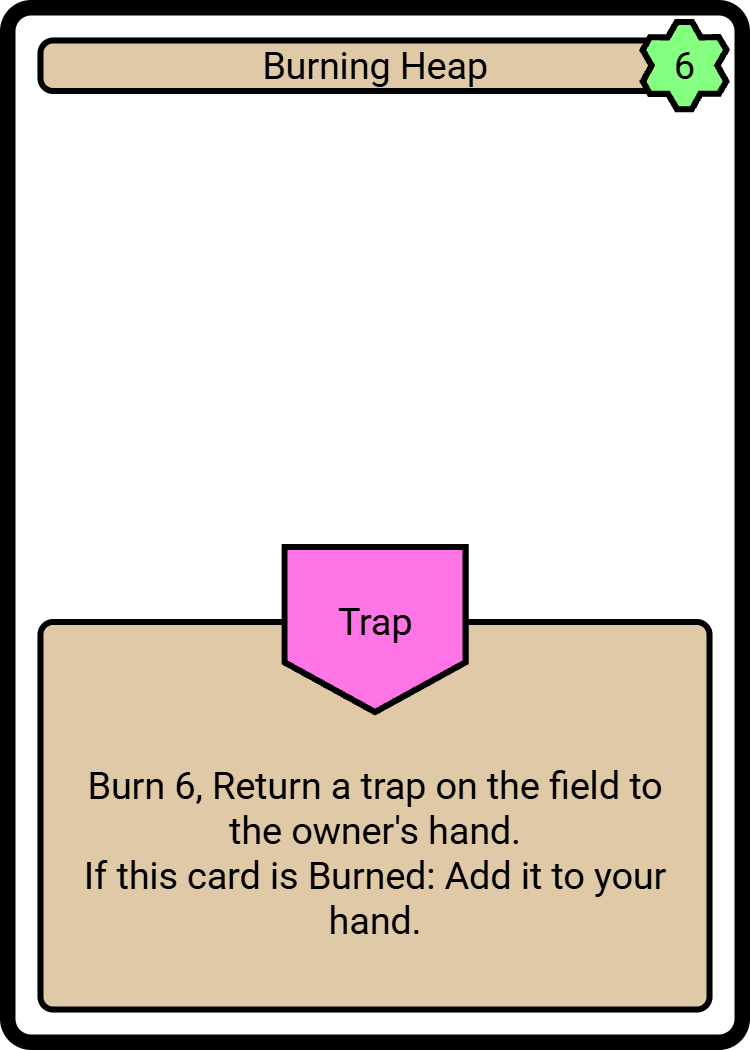 Burning Heap
6
Trap
Burn 6, Return a trap on the field to
the owner's hand.
If this card is Burned: Add it to your
hand.